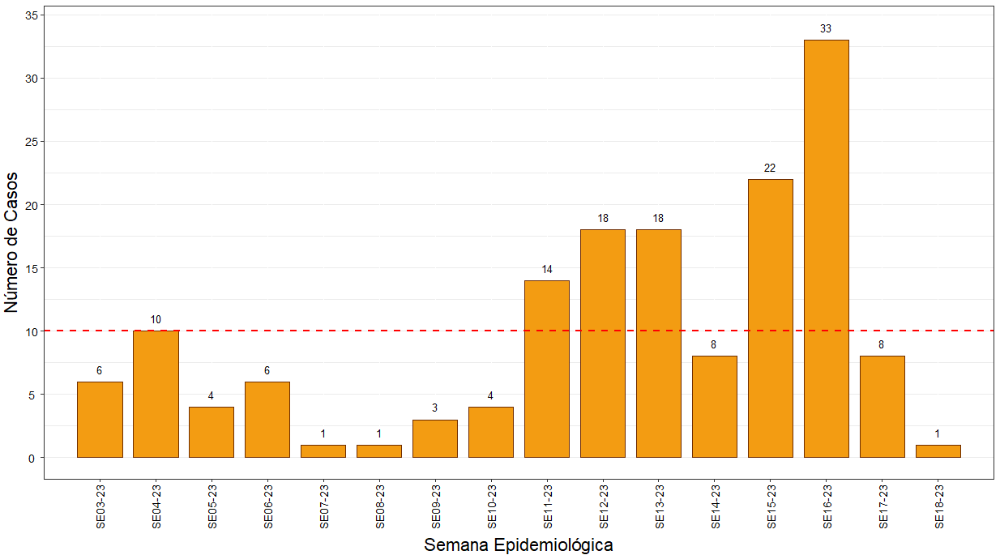 Número de Casos
35
30
25
20
15
10
5
0
6
10
4
6
1
1
3
4
14
18
18
8
22
33
8
1
SE03-23
SE04-23
SE05-23
SE06-23
SE07-23
SE08-23
SE09-23
SE10-23
SE11-23
SE12-23
SE13-23
SE14-23
SE15-23
SE16-23
SE17-23
SE18-23
Semana Epidemiológica